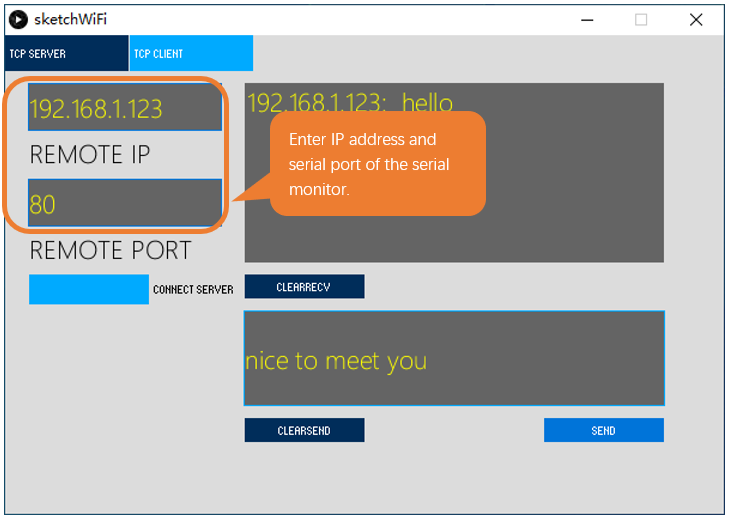 sketchWiFi
TCP SERVER
TCP CLIENT
192.168.1.123
REMOTE IP
80
REMOTE PORT
CONNECT SERVER
192.168.1.123: hello
Enter IP address and
serial port of the serial
monitor.
CLEARRECV
nice to meet you
CLEARSEND
SEND